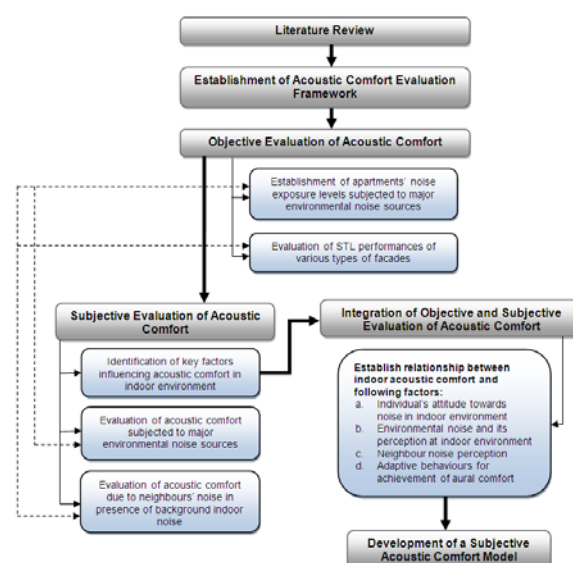 Literature Review
Establishment of Acoustic Comfort Evaluation
Framework
Objective Evaluation of Acoustic Comfort
Establishment of apartments' noise
exposure levels subjected to major
environmental noise sources
Evaluation of STL performances of
various types of facades
Subjective Evaluation of Acoustic
Comfort
Identification of key factors
influencing acoustic comfort in
indoor environment
Evaluation of acoustic comfort
subjected to major
environmental noise sources
Evaluation of acoustic comfort
due to neighbours' noise in
presence of background indoor
noise
Integration of Objective and Subjective
Evaluation of Acoustic Comfort
Establish relationship between
indoor acoustic comfort and
following factors:
a. Individual's attitude towards
noise in indoor environment
b. Environmental noise and its
perception at indoor environment
c. Neighbour noise perception
d. Adaptive behaviours for
achievement of aural comfort
Development of a Subjective
Acoustic Comfort Model